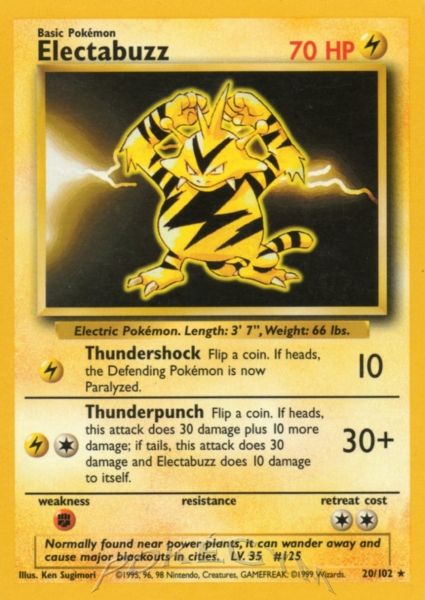 Basic Pokémon
Electabuzz 70 HP
Electric Pokémon. Length: 3' 7", Weight: 66 lbs.
Thundershock Flip a coin. If heads,
the Defending Pokémon is now
Paralyzed.
10
Thunderpunch Flip a coin. If heads,
this attack does 30 damage plus 10 more
damage; if tails, this attack does 30
damage and Electabuzz does 10 damage
to itself.
30+
weakness resistance retreat cost
Normally found near power plants, it can wander away and
cause major blackouts in cities. LV. 35 #125
Illus. Ken Sugimori ©1995, 96, 98 Nintendo, Creatures, GAMEFREAK. ©1999 Wizards. 20/102 ★